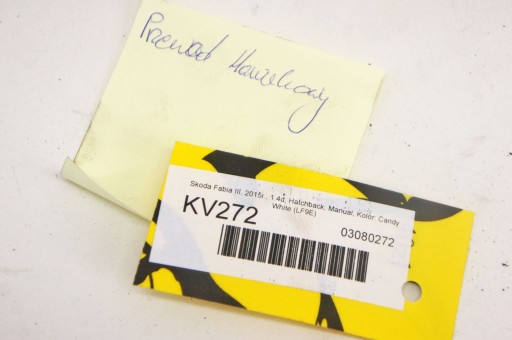 Przewód Hamulcowy
Skoda Fabia III, 2015r., 1.4d, Hatchback, Manual, Kolor: Candy
White (LF9E)
KV272
03080272